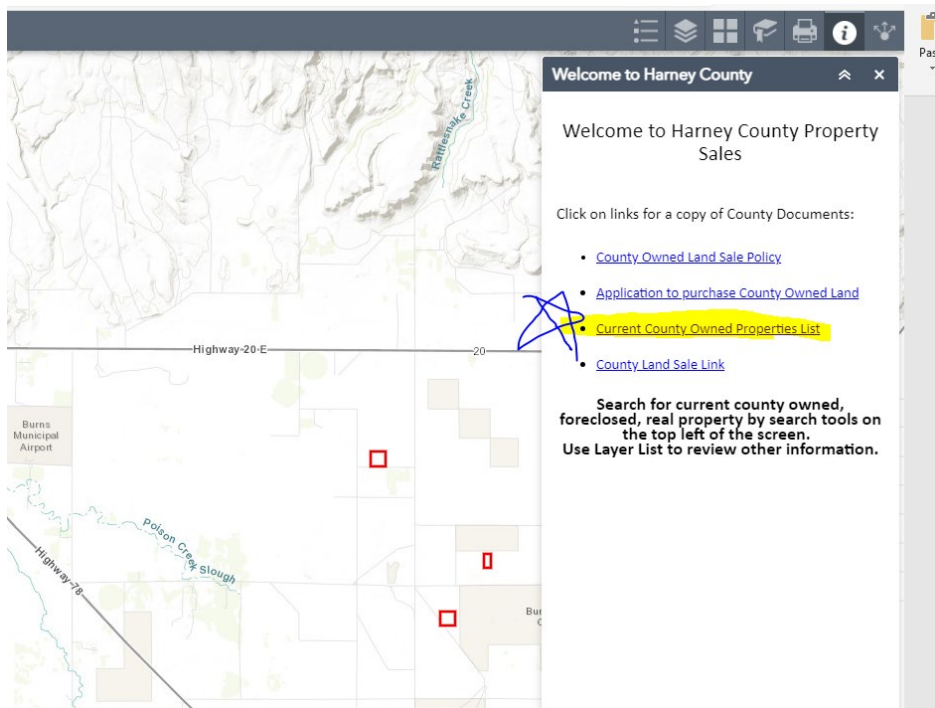 Pas
Welcome to Harney County
Welcome to Harney County Property
Sales
Click on links for a copy of County Documents:
County Owned Land Sale Policy
Application to purchase County Owned Land
Current County Owned Properties List
County Land Sale Link
Search for current county owned,
foreclosed, real property by search tools on
the top left of the screen.
Use Layer List to review other information.
Rattlesnake Creek
Highway-20-E
20
Burns
Municipal
Airport
Poison Creek Slough
Highway-78
Bu